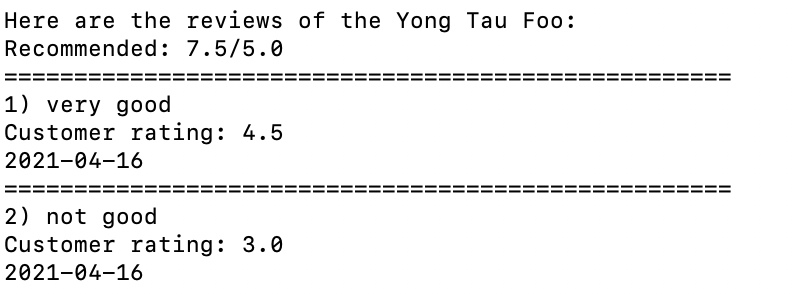 Here are the reviews of the Yong Tau Foo:
Recommended: 7.5/5.0
====================================================
1) very good
Customer rating: 4.5
2021-04-16
====================================================
2) not good
Customer rating: 3.0
2021-04-16